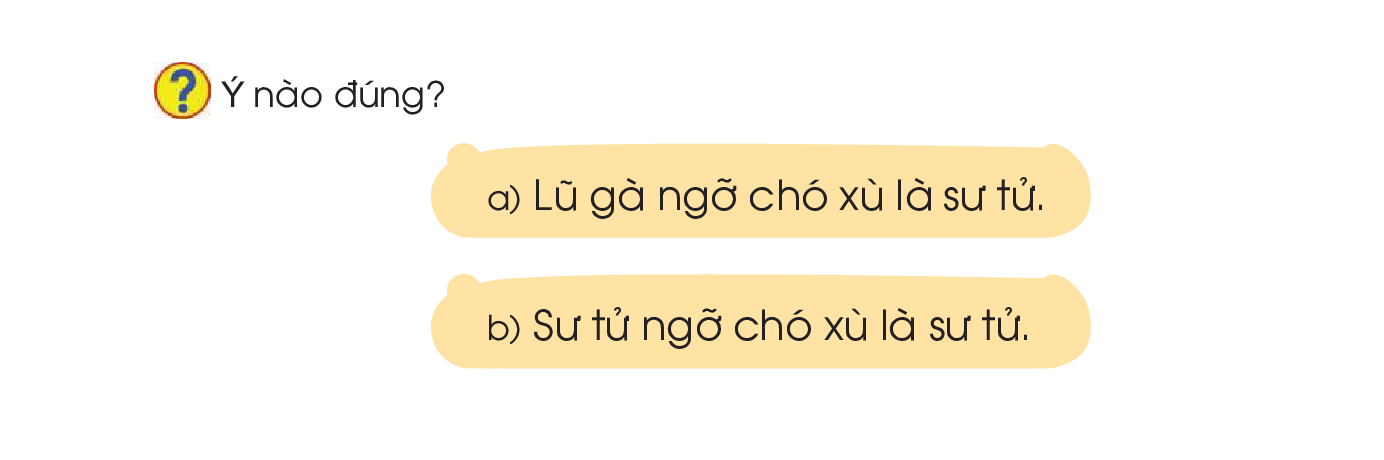 ? Ý nào đúng?
a) Lũ gà ngỡ chó xù là sư tử.
b) Sư tử ngỡ chó xù là sư tử.